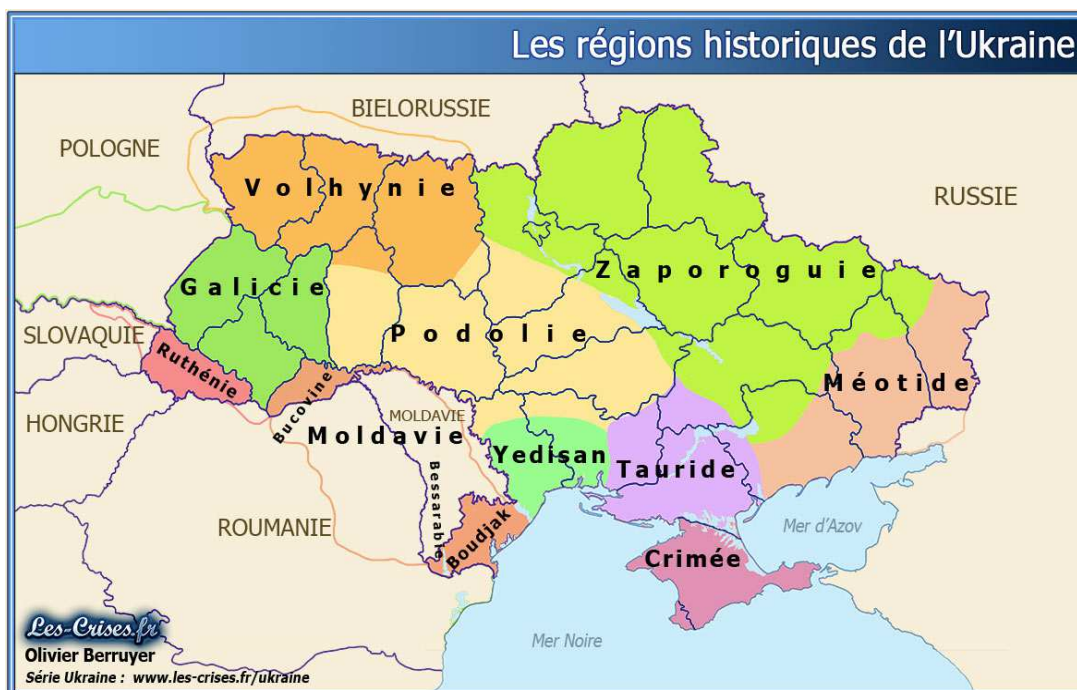 Les régions historiques de l'Ukraine
BIELORUSSIE
POLOGNE
RUSSIE
Volhynie
Zaporoguie
Galicie
Podolie
SLOVAQUIE
Ruthénie
Méotide
Bucovine
MOLDAVIE
HONGRIE
Moldavie
Yedisan
Tauride
Bessarabie
Boudjak
ROUMANIE
Mer d'Azov
Crimée
Mer Noire
Les-Crises.fr
Olivier Berruyer
Série Ukraine : www.les-crises.fr/ukraine